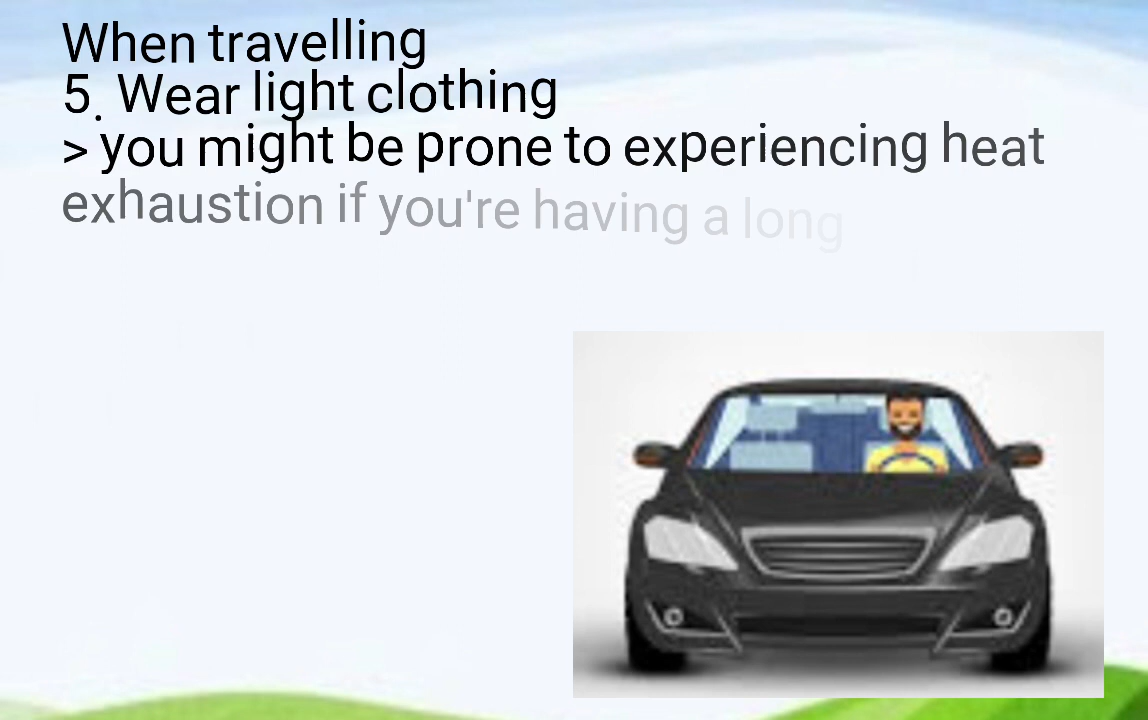 When travelling
5. Wear light clothing
> you might be prone to experiencing heat
exhaustion if you're having a long